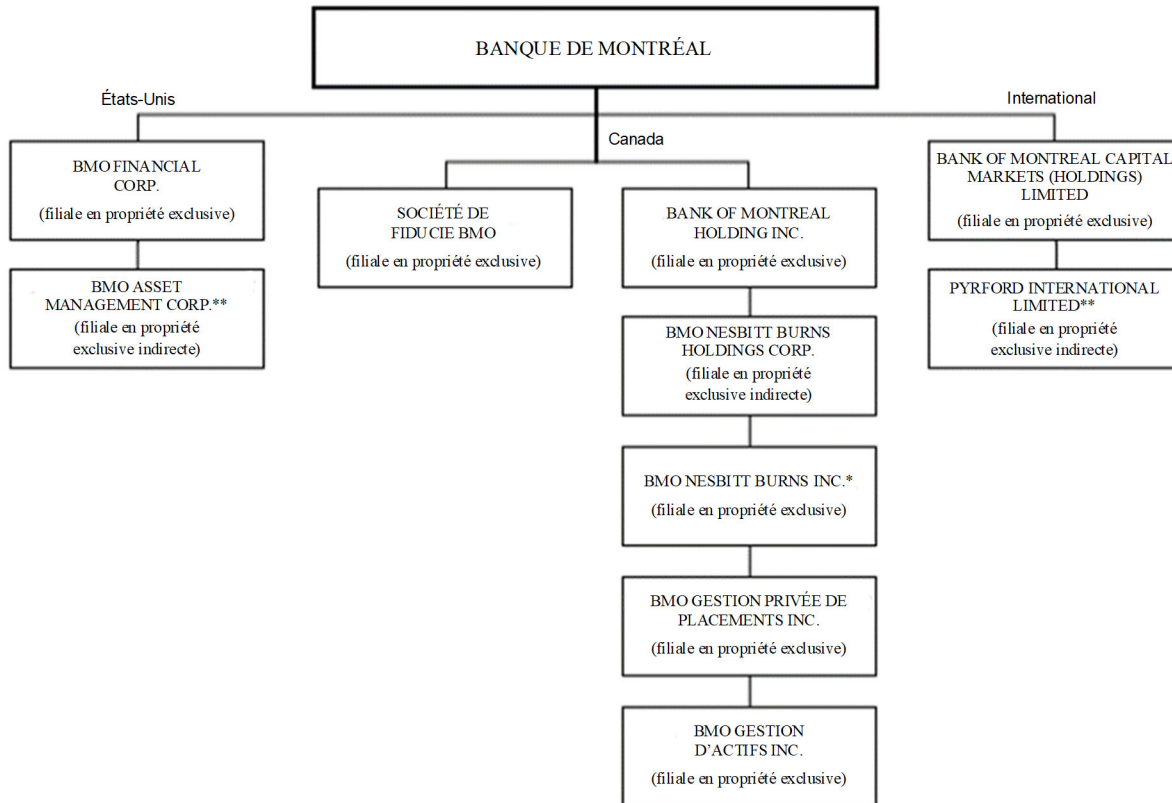 BANQUE DE MONTRÉAL
États-Unis
International
Canada
BMO FINANCIAL
CORP.
(filiale en propriété exclusive)
BMO ASSET
MANAGEMENT CORP.**
(filiale en propriété
exclusive indirecte)
SOCIÉTÉ DE
FIDUCIE BMO
(filiale en propriété exclusive)
BANK OF MONTREAL
HOLDING INC.
(filiale en propriété exclusive)
BMO NESBITT BURNS
HOLDINGS CORP.
(filiale en propriété
exclusive indirecte)
BMO NESBITT BURNS INC.*
(filiale en propriété exclusive)
BMO GESTION PRIVÉE DE
PLACEMENTS INC.
(filiale en propriété exclusive)
BMO GESTION
D’ACTIFS INC.
(filiale en propriété exclusive)
BANK OF MONTREAL CAPITAL
MARKETS (HOLDINGS)
LIMITED
(filiale en propriété exclusive)
PYRFORD INTERNATIONAL
LIMITED**
(filiale en propriété
exclusive indirecte)